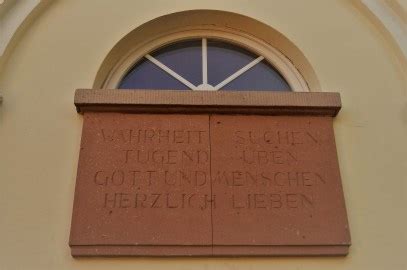 WAHRHEIT SUCHEN
TUGEND ÜBEN
GOTT UND MENSCHEN
HERZLICH LIEBEN